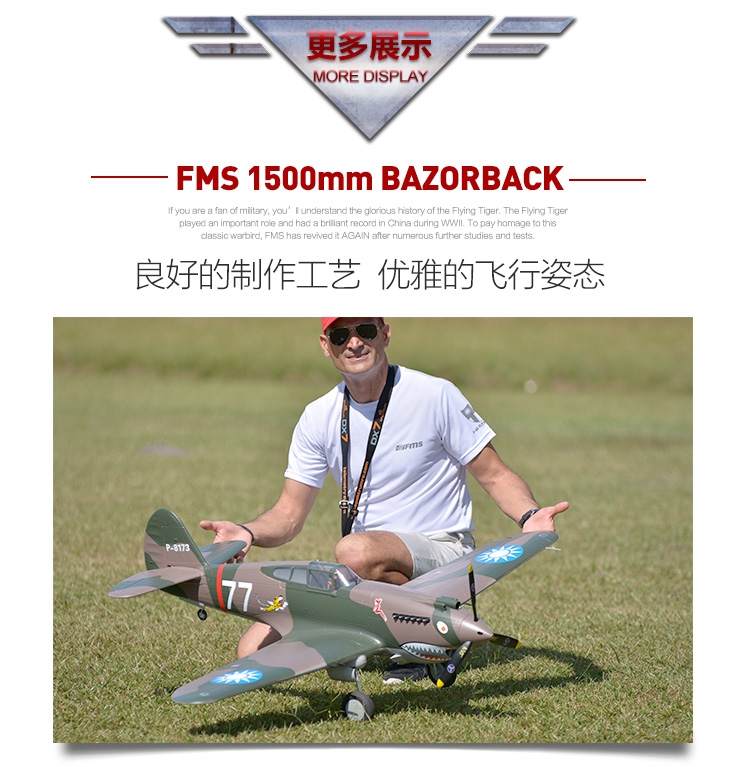 更多展示
MORE DISPLAY
FMS 1500mm BAZORBACK
If you are a fan of military, you’ll understand the glorious history of the Flying Tiger. The Flying Tiger
played an important role and had a brilliant record in China during WWII. To pay homage to this
classic warbird, FMS has revived it AGAIN after numerous further studies and tests.
良好的制作工艺 优雅的飞行姿态
DX7
FMS
P-8173
77